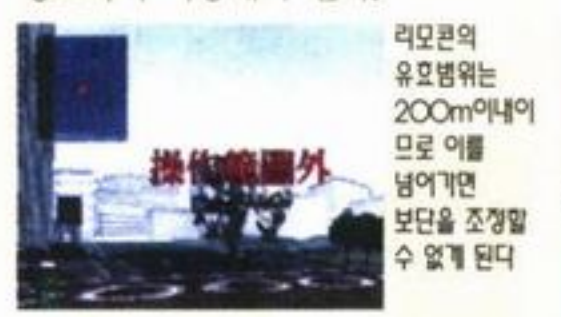 操作範圍外
리모콘의
유효범위는
200m이내이
므로 이를
넘어가면
보단을 조정할
수 없게 된다